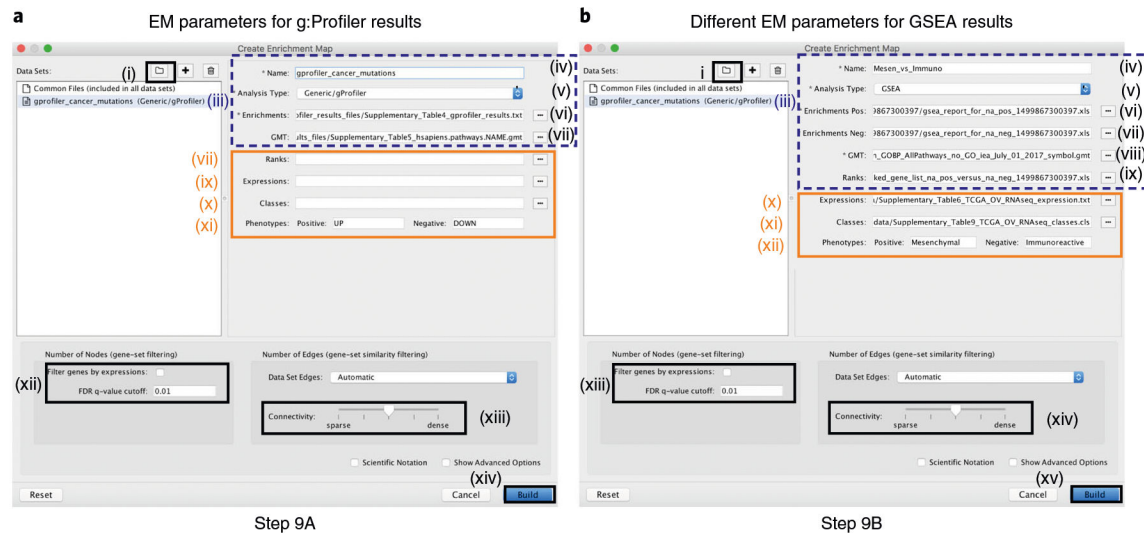 a
EM parameters for g:Profiler results
Create Enrichment Map
Data Sets:
(i)
Common Files (included in all data sets)
gprofiler_cancer_mutations (Generic/gProfiler) (iii)
* Name: gprofiler_cancer_mutations (iv)
* Analysis Type: Generic/gProfiler (v)
* Enrichments: ofiler_results_files/Supplementary_Table4_gprofiler_results.txt (vi)
GMT: ults_files/Supplementary_Table5_hsapiens.pathways.NAME.gmt (vii)
(vii) Ranks:
(ix) Expressions:
(x) Classes:
(xi) Phenotypes: Positive: UP Negative: DOWN
Number of Nodes (gene-set filtering)
(xii) Filter genes by expressions:
FDR q-value cutoff: 0.01
Number of Edges (gene-set similarity filtering)
Data Set Edges: Automatic
Connectivity: (xiii)
sparse dense
Scientific Notation Show Advanced Options
(xiv)
Reset Cancel Build
Step 9A
b
Different EM parameters for GSEA results
Create Enrichment Map
Data Sets:
i
Common Files (included in all data sets)
gprofiler_cancer_mutations (Generic/gProfiler) (iii)
* Name: Mesen_vs_Immuno (iv)
* Analysis Type: GSEA (v)
Enrichments Pos: 0867300397/gsea_report_for_na_pos_1499867300397.xls (vi)
Enrichments Neg: 0867300397/gsea_report_for_na_neg_1499867300397.xls (vii)
* GMT: n_GOBP_AllPathways_no_GO_iea_July_01_2017_symbol.gmt (viii)
Ranks: ked_gene_list_na_pos_versus_na_neg_1499867300397.xls (ix)
(x) Expressions: ı/Supplementary_Table6_TCGA_OV_RNAseq_expression.txt
(xi) Classes: data/Supplementary_Table9_TCGA_OV_RNAseq_classes.cls
(xii) Phenotypes: Positive: Mesenchymal Negative: Immunoreactive
Number of Nodes (gene-set filtering)
(xiii) Filter genes by expressions:
FDR q-value cutoff: 0.01
Number of Edges (gene-set similarity filtering)
Data Set Edges: Automatic
Connectivity: (xiv)
sparse dense
Scientific Notation Show Advanced Options
(xv)
Reset Cancel Build
Step 9B